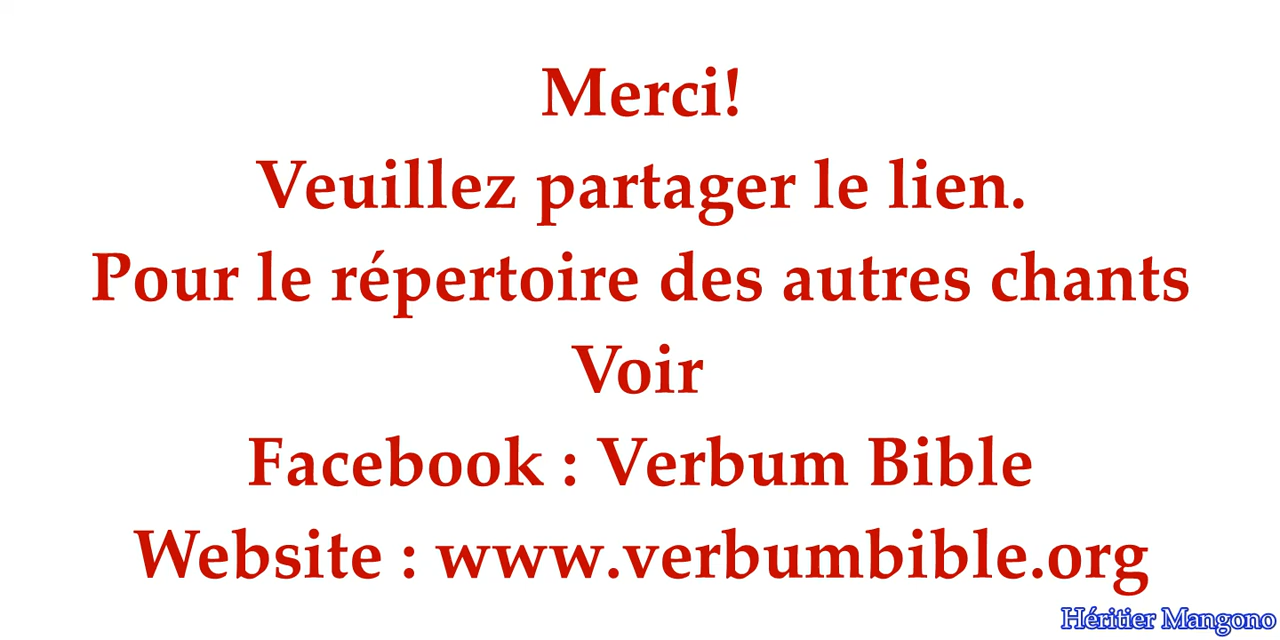 Merci!
Veuillez partager le lien.
Pour le répertoire des autres chants
Voir
Facebook : Verbum Bible
Website : www.verbumbible.org
Héritier Mangono